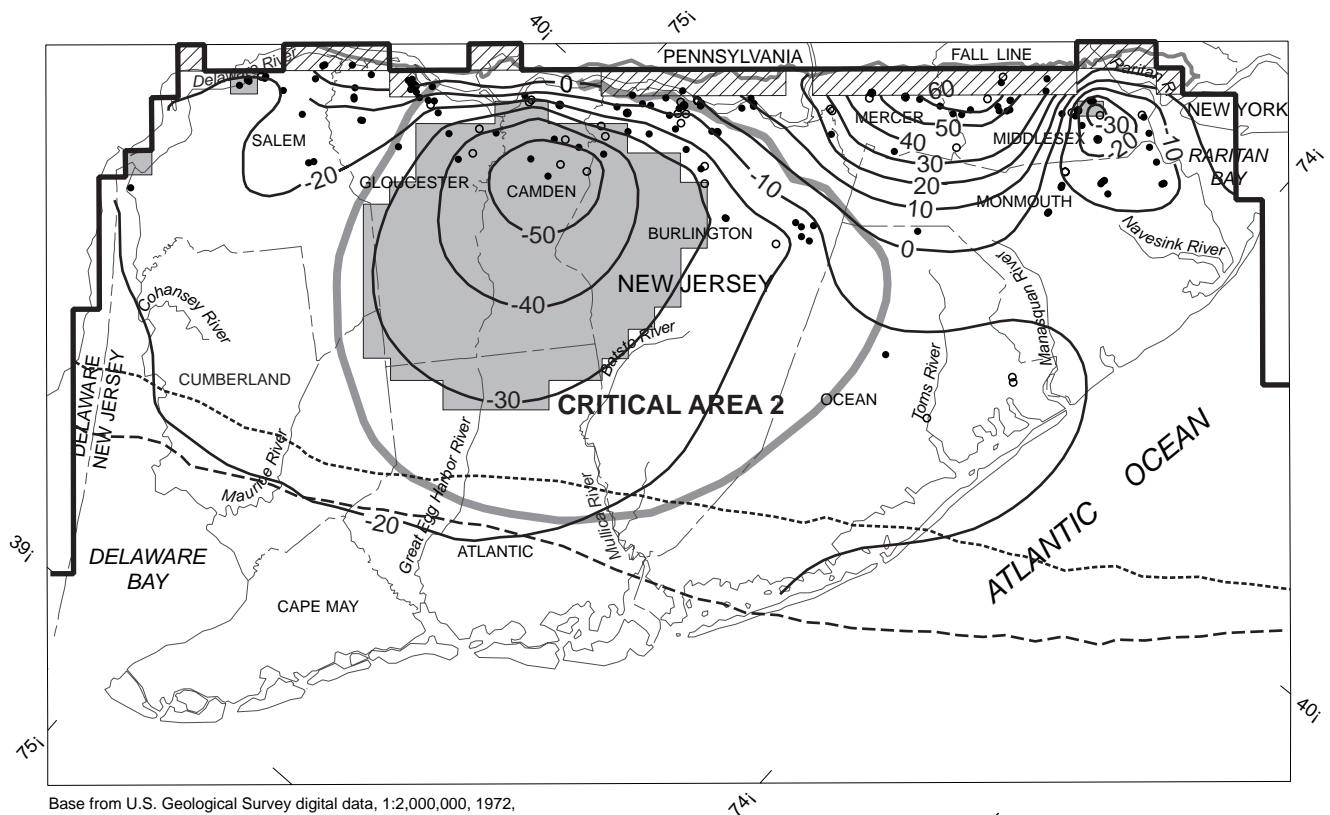 40¡
75¡
PENNSYLVANIA
FALL LINE
Delaware River
Raritan R.
0
60
NEW YORK
MERCER
50
-30
SALEM
40
MIDDLESEX
-20
-10
30
RARITAN
BAY
74¡
-20
GLOUCESTER
CAMDEN
-10
20
10
MONMOUTH
-50
BURLINGTON
0
Navesink River
NEW JERSEY
Cohansey River
-40
Manasquan River
Batsto River
DELAWARE
NEW JERSEY
CUMBERLAND
-30
CRITICAL AREA 2
OCEAN
Toms River
Maurice River
Great Egg Harbor River
Mullica River
-20
ATLANTIC
ATLANTIC OCEAN
39¡
DELAWARE
BAY
CAPE MAY
75¡
40¡
74¡
Base from U.S. Geological Survey digital data, 1:2,000,000, 1972,